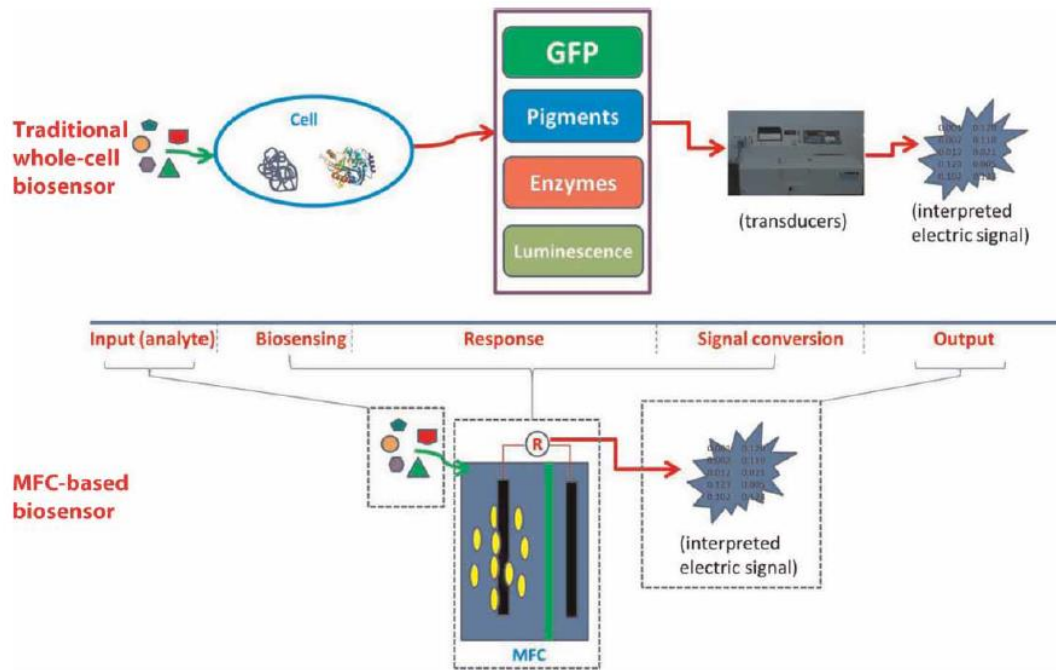 GFP
Traditional
whole-cell
biosensor
Cell
Pigments
Enzymes
Luminescence
(transducers)
(interpreted
electric signal)
Input (analyte)
Biosensing
Response
Signal conversion
Output
MFC-based
biosensor
R
(interpreted
electric signal)
MFC